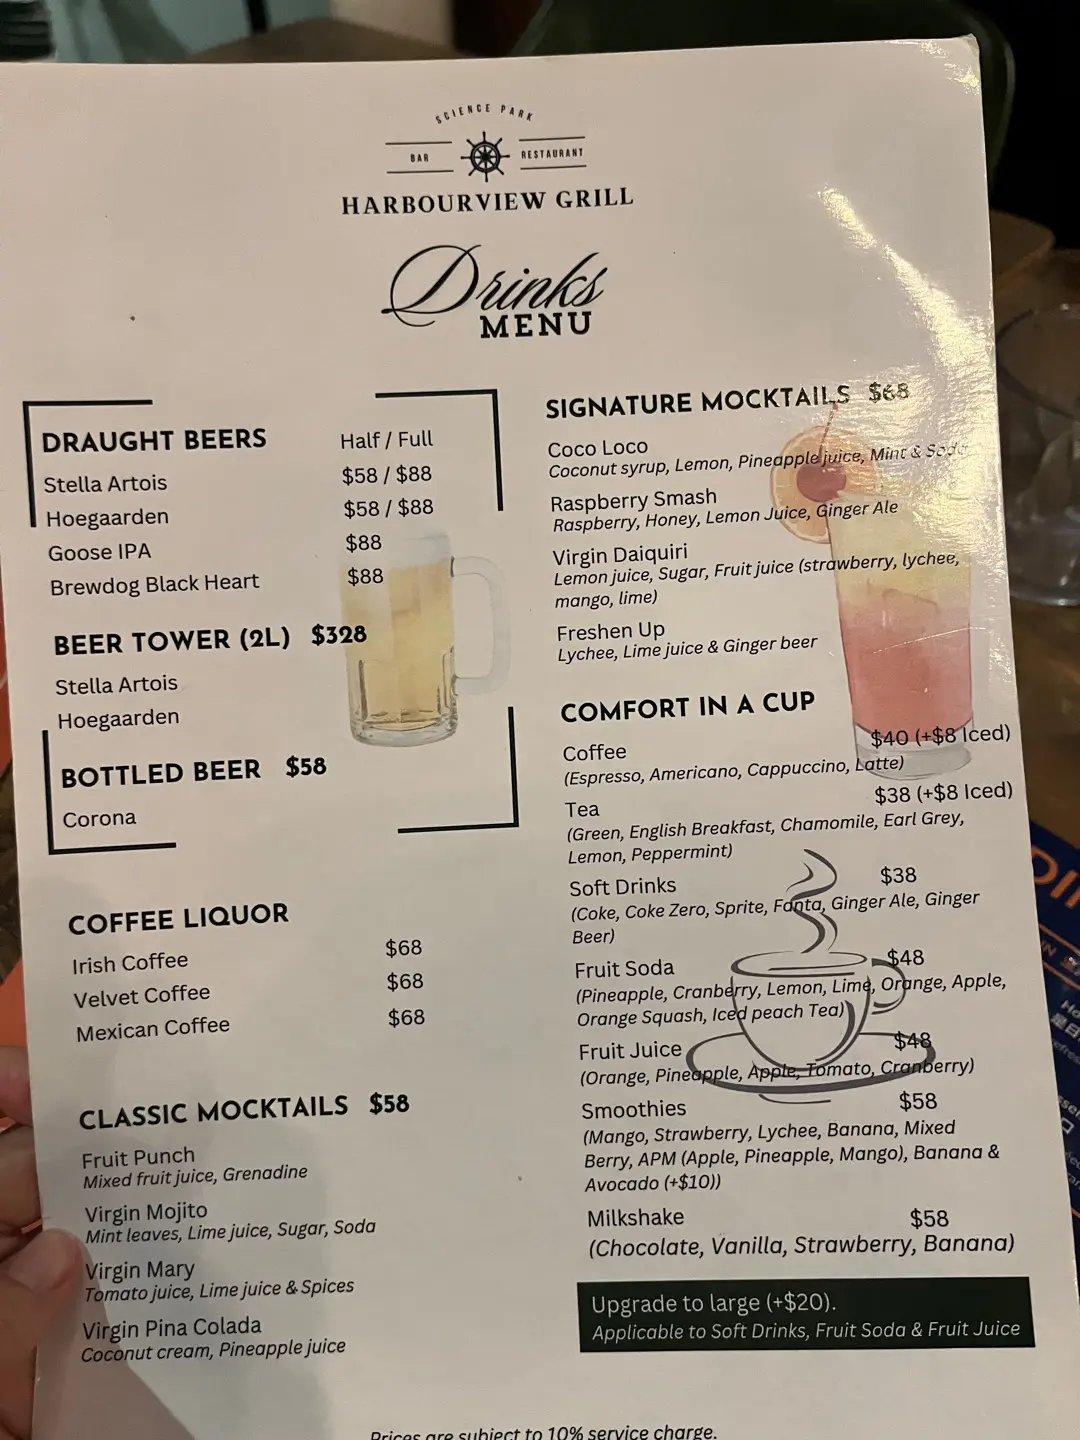 SCIENCE PARK
BAR
RESTAURANT
HARBOURVIEW GRILL
Drinks
MENU
DRAUGHT BEERS Half / Full
Stella Artois $58 / $88
Hoegaarden $58 / $88
Goose IPA $88
Brewdog Black Heart $88
BEER TOWER (2L) $328
Stella Artois
Hoegaarden
BOTTLED BEER $58
Corona
COFFEE LIQUOR
Irish Coffee $68
Velvet Coffee $68
Mexican Coffee $68
CLASSIC MOCKTAILS $58
Fruit Punch
Mixed fruit juice, Grenadine
Virgin Mojito
Mint leaves, Lime juice, Sugar, Soda
Virgin Mary
Tomato juice, Lime juice & Spices
Virgin Pina Colada
Coconut cream, Pineapple juice
SIGNATURE MOCKTAILS $68
Coco Loco
Coconut syrup, Lemon, Pineapple juice, Mint & Soda
Raspberry Smash
Raspberry, Honey, Lemon Juice, Ginger Ale
Virgin Daiquiri
Lemon juice, Sugar, Fruit juice (strawberry, lychee,
mango, lime)
Freshen Up
Lychee, Lime juice & Ginger beer
COMFORT IN A CUP
Coffee $40 (+$8 Iced)
(Espresso, Americano, Cappuccino, Latte)
Tea $38 (+$8 Iced)
(Green, English Breakfast, Chamomile, Earl Grey,
Lemon, Peppermint)
Soft Drinks $38
(Coke, Coke Zero, Sprite, Fanta, Ginger Ale, Ginger
Beer)
Fruit Soda $48
(Pineapple, Cranberry, Lemon, Lime, Orange, Apple,
Orange Squash, Iced peach Tea)
Fruit Juice $48
(Orange, Pineapple, Apple, Tomato, Cranberry)
Smoothies $58
(Mango, Strawberry, Lychee, Banana, Mixed
Berry, APM (Apple, Pineapple, Mango), Banana &
Avocado (+$10))
Milkshake $58
(Chocolate, Vanilla, Strawberry, Banana)
Upgrade to large (+$20).
Applicable to Soft Drinks, Fruit Soda & Fruit Juice
Prices are subject to 10% service charge.